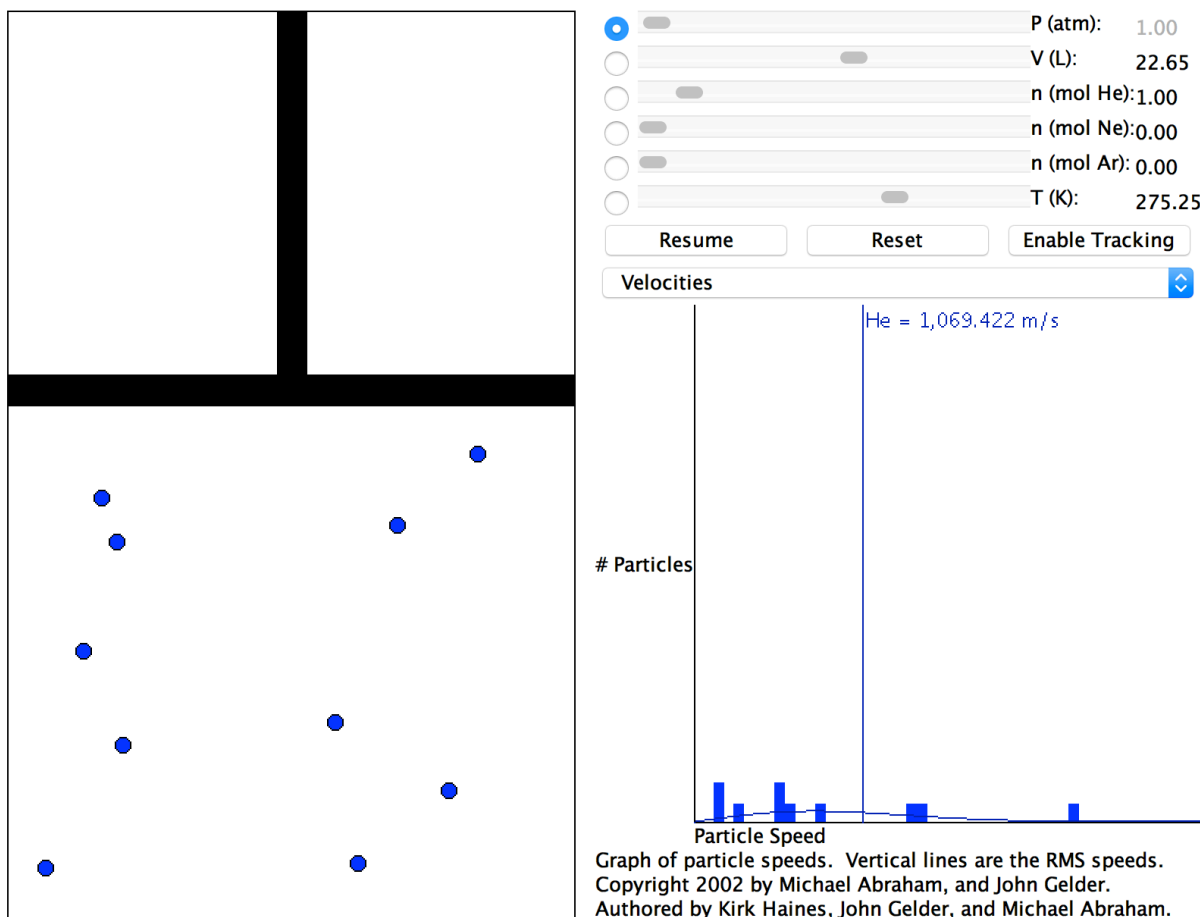 P (atm): 1.00
V (L): 22.65
n (mol He): 1.00
n (mol Ne): 0.00
n (mol Ar): 0.00
T (K): 275.25
Resume Reset Enable Tracking
Velocities
He = 1,069.422 m/s
# Particles
Particle Speed
Graph of particle speeds. Vertical lines are the RMS speeds.
Copyright 2002 by Michael Abraham, and John Gelder.
Authored by Kirk Haines, John Gelder, and Michael Abraham.